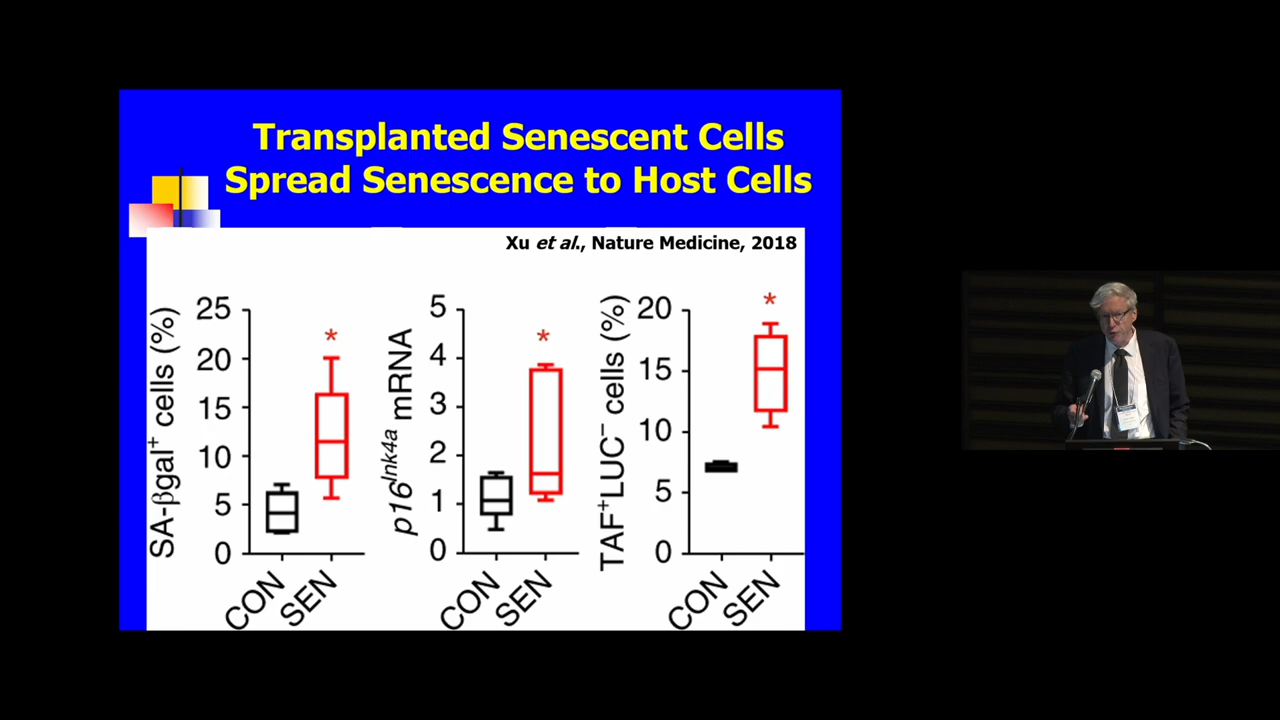 Transplanted Senescent Cells
Spread Senescence to Host Cells
Xu et al., Nature Medicine, 2018
SA-βgal⁺ cells (%)
25
20
15
10
5
0
*
CON
SEN
p16ᴵⁿᵏ⁴ᵃ mRNA
5
4
3
2
1
0
*
CON
SEN
TAF⁺LUC⁻ cells (%)
20
15
10
5
0
*
CON
SEN